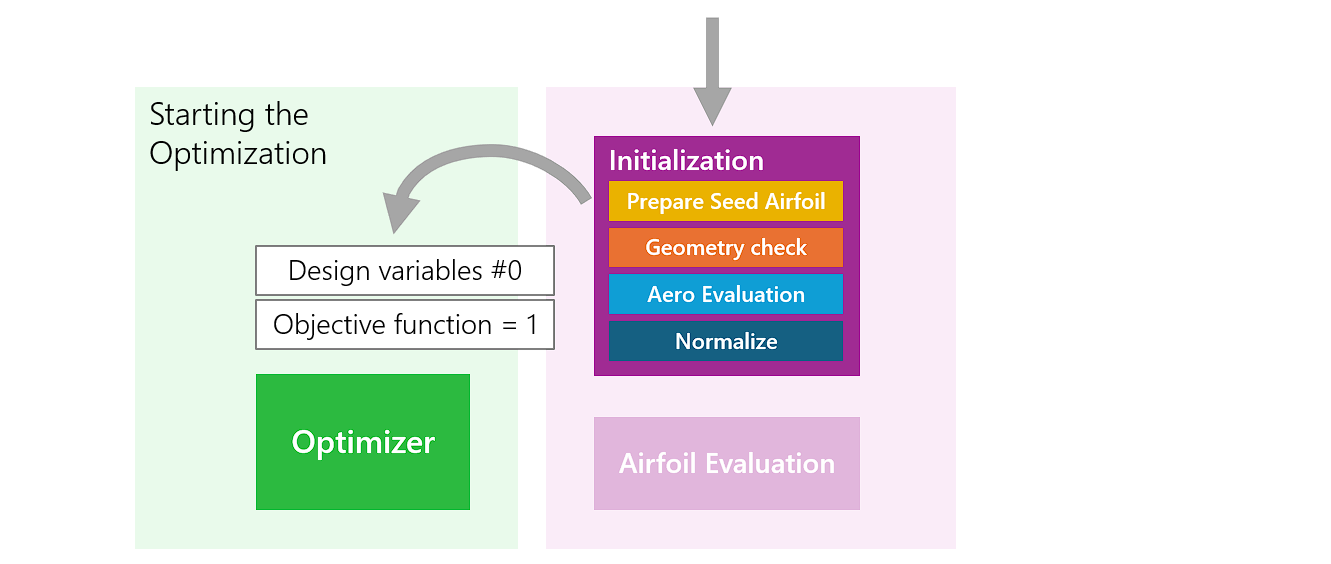 Starting the
Optimization
Design variables #0
Objective function = 1
Optimizer
Initialization
Prepare Seed Airfoil
Geometry check
Aero Evaluation
Normalize
Airfoil Evaluation